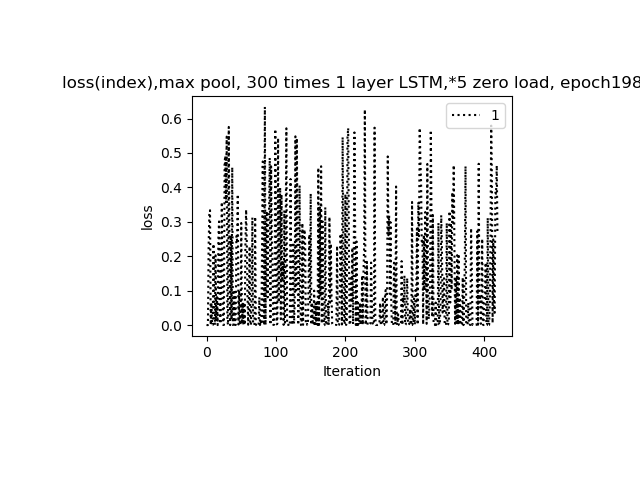 loss(index),max pool, 300 times 1 layer LSTM,*5 zero load, epoch198
1
0.6
0.5
0.4
0.3
0.2
0.1
0.0
loss
0 100 200 300 400
Iteration